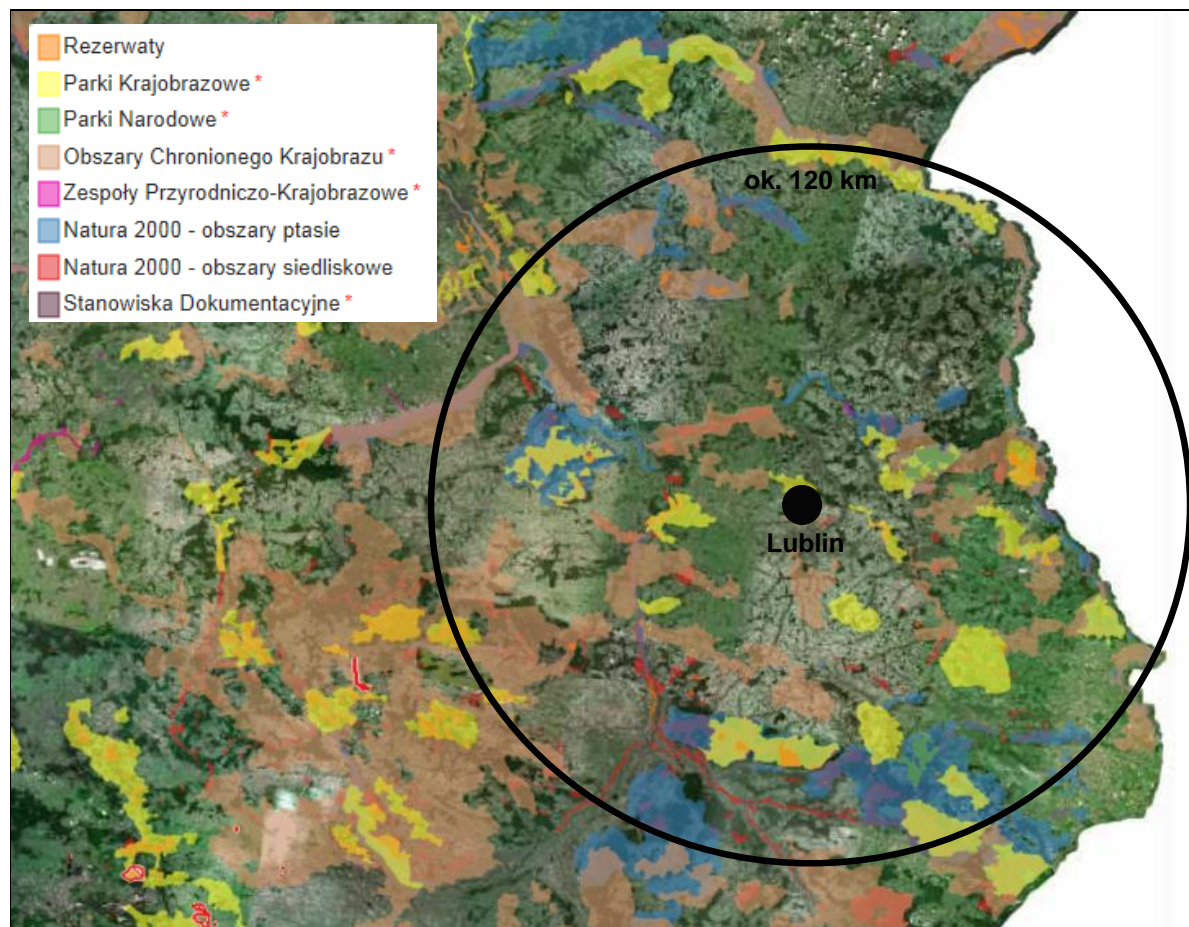 Rezerwaty
Parki Krajobrazowe *
Parki Narodowe *
Obszary Chronionego Krajobrazu *
Zespoły Przyrodniczo-Krajobrazowe *
Natura 2000 - obszary ptasie
Natura 2000 - obszary siedliskowe
Stanowiska Dokumentacyjne *
ok. 120 km
Lublin